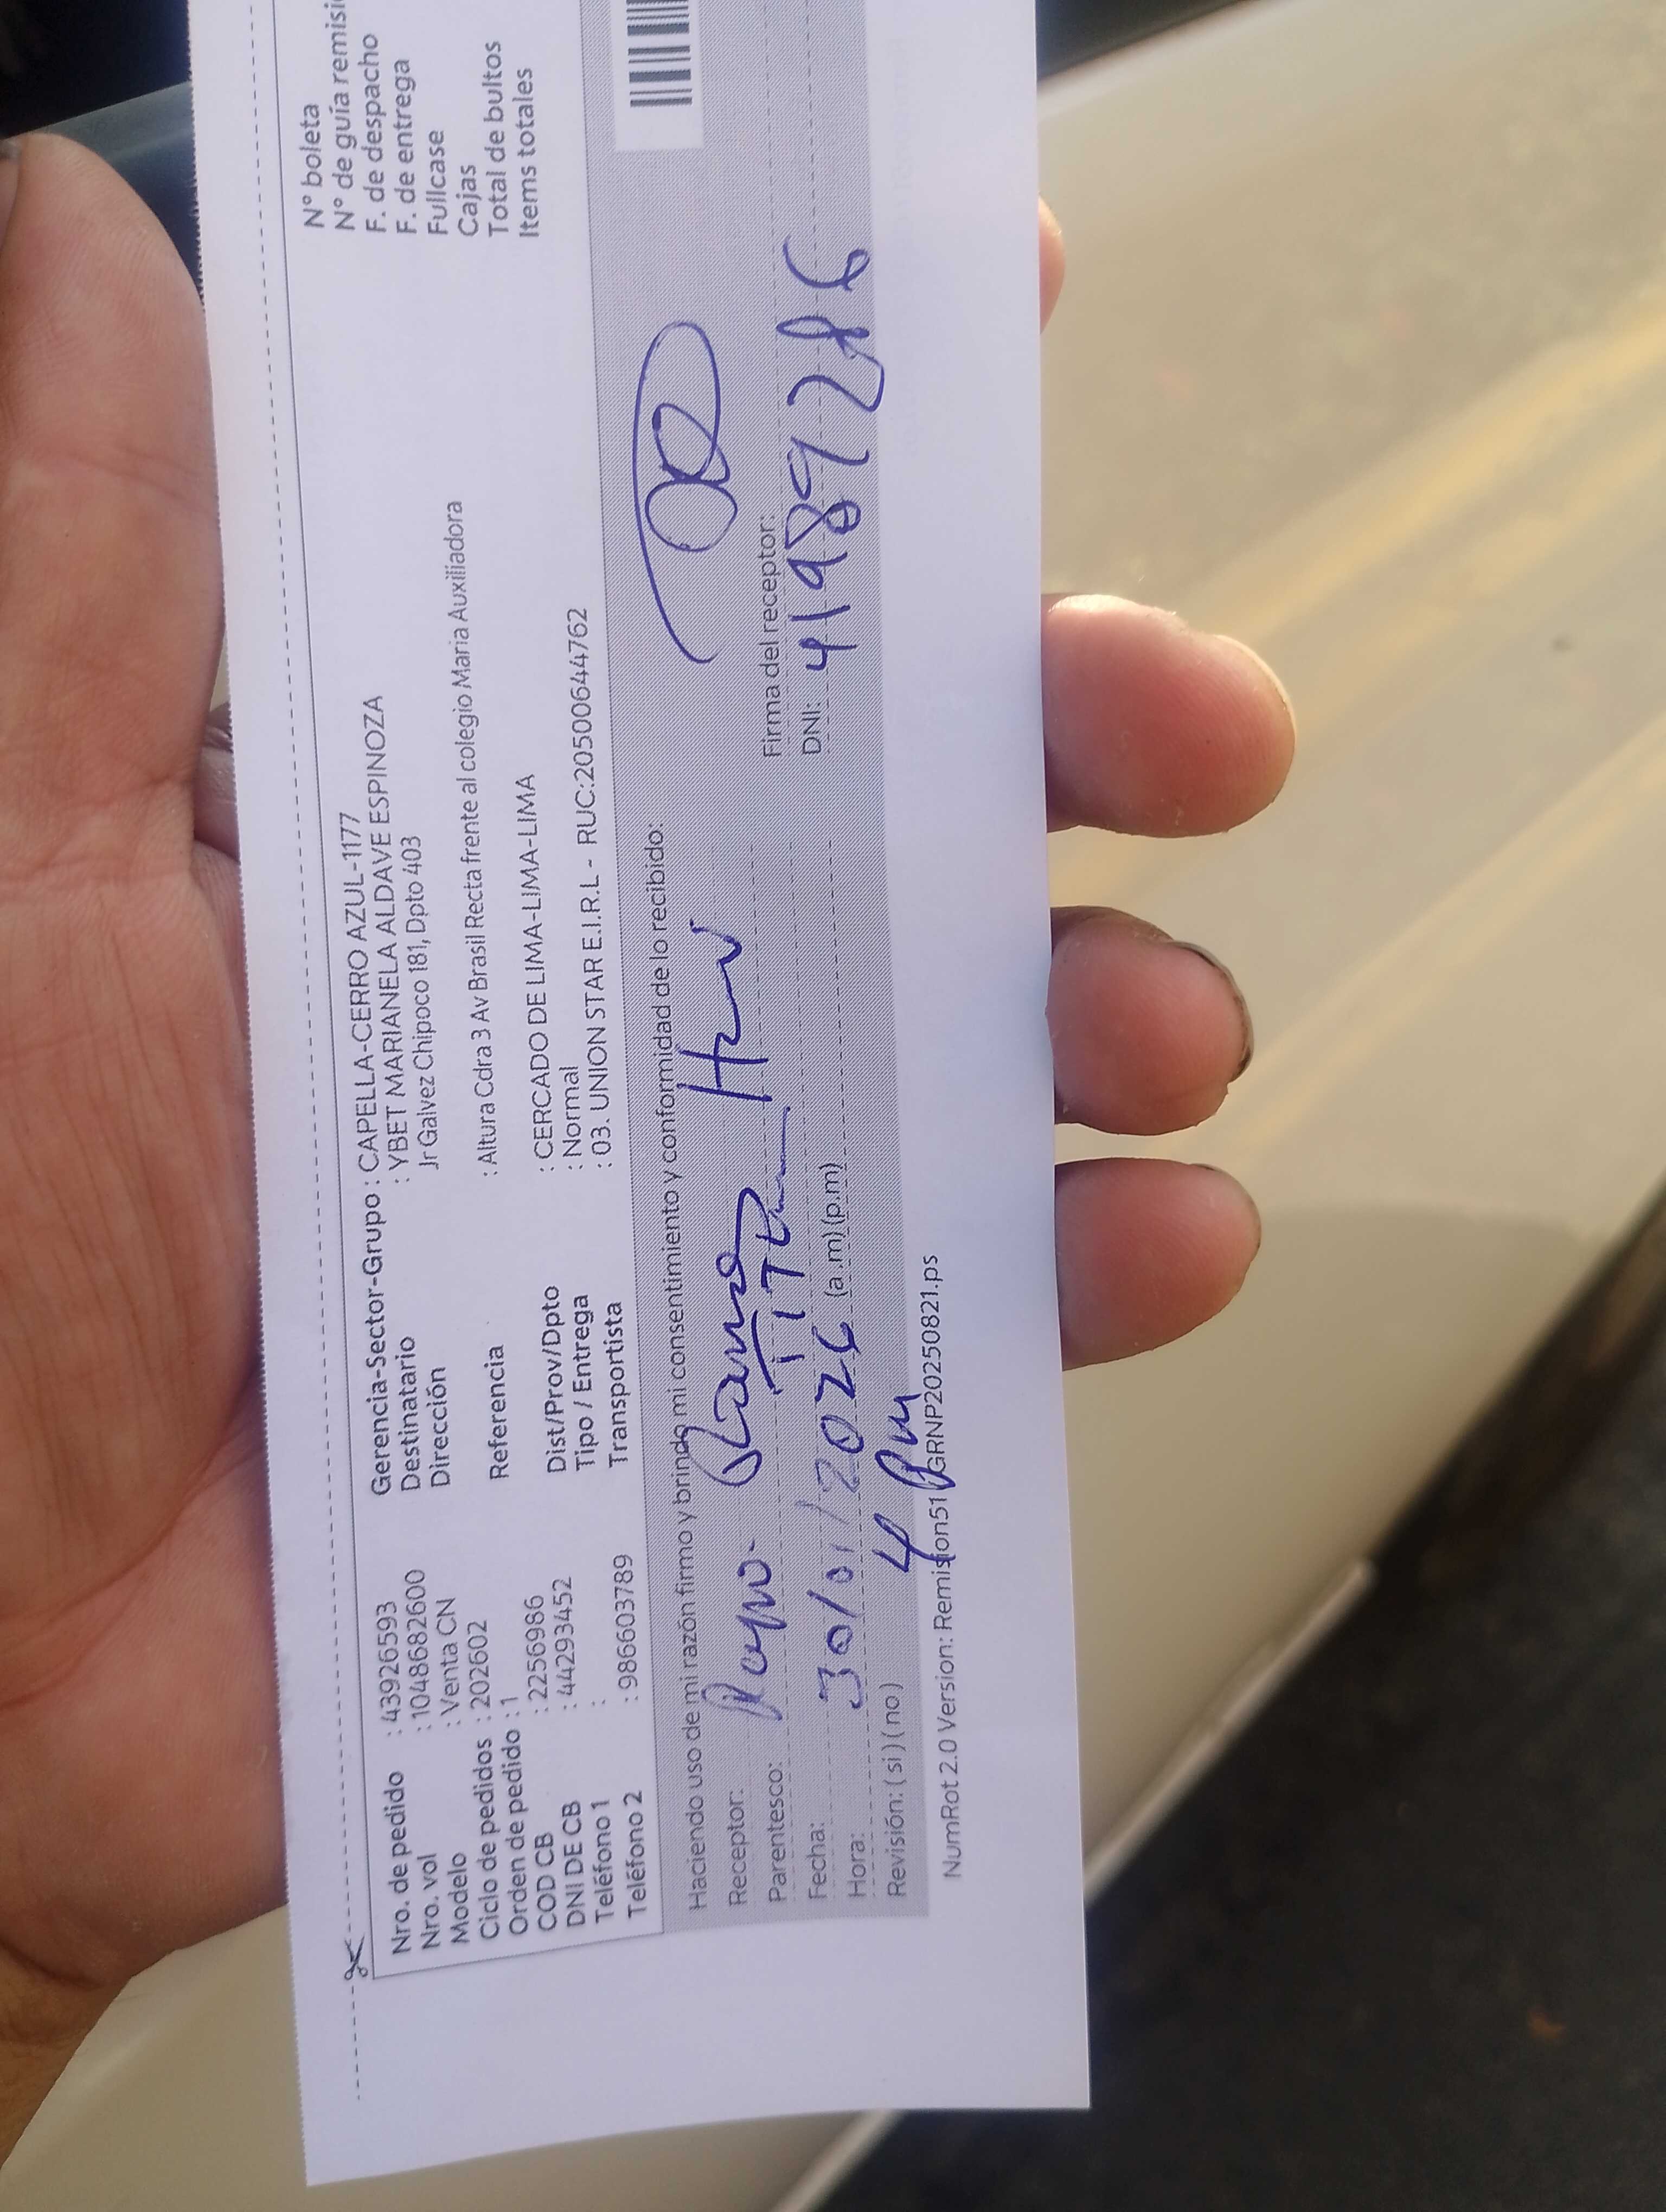 Nro. de pedido : 43926593
Nro. vol : 10486826​00
Modelo : Venta CN
Ciclo de pedidos : 202602
Orden de pedido : 1
COD CB : 2256986
DNI DE CB : 44293452
Teléfono 1 :
Teléfono 2 : 986603789
Gerencia-Sector-Grupo : CAPELLA-CERRO AZUL-1177
Destinatario : YBET MARIANELA ALDAVE ESPINOZA
Dirección Jr Galvez Chipoco 181, Dpto 403
Referencia : Altura Cdra 3 Av Brasil Recta frente al colegio Maria Auxiliadora
Dist/Prov/Dpto : CERCADO DE LIMA-LIMA-LIMA
Tipo / Entrega : Normal
Transportista : 03. UNION STAR E.I.R.L - RUC:20500644762
N° boleta
N° de guía remisi
F. de despacho
F. de entrega
Fullcase
Cajas
Total de bultos
Items totales
Haciendo uso de mi razón firmo y brindo mi consentimiento y conformidad de lo recibido:
Receptor:
Parentesco:
Fecha: 30/01/2026
Hora: (a.m)(p.m)
4 Pm
Revisión: ( si ) ( no )
Firma del receptor:
DNI: 41989286
NumRot 2.0 Version: Remision51 GRNP20250821.ps